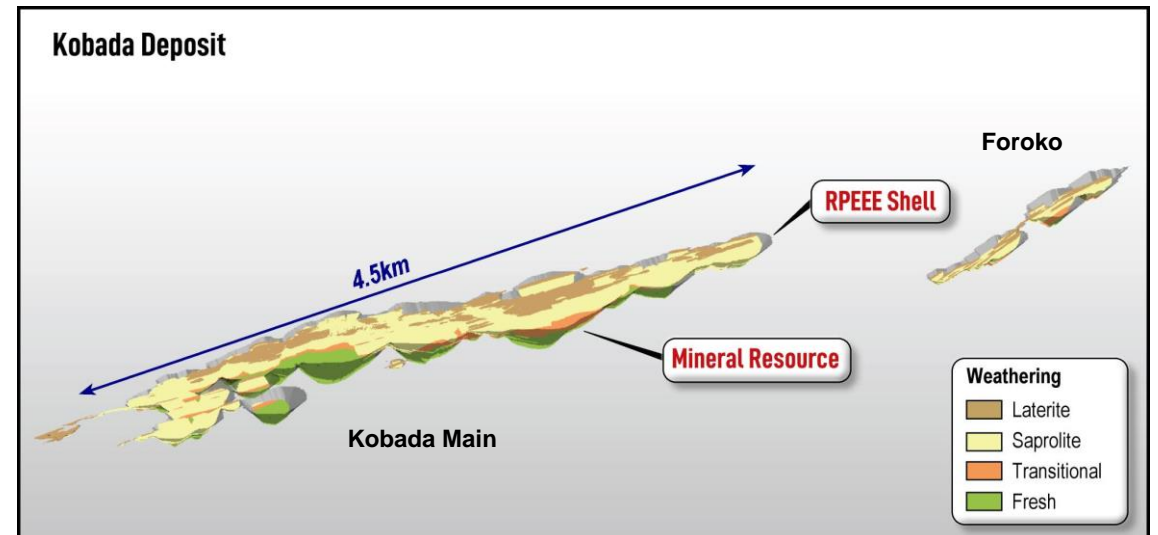 Kobada Deposit
Foroko
RPEEE Shell
4.5km
Mineral Resource
Kobada Main
Weathering
Laterite
Saprolite
Transitional
Fresh